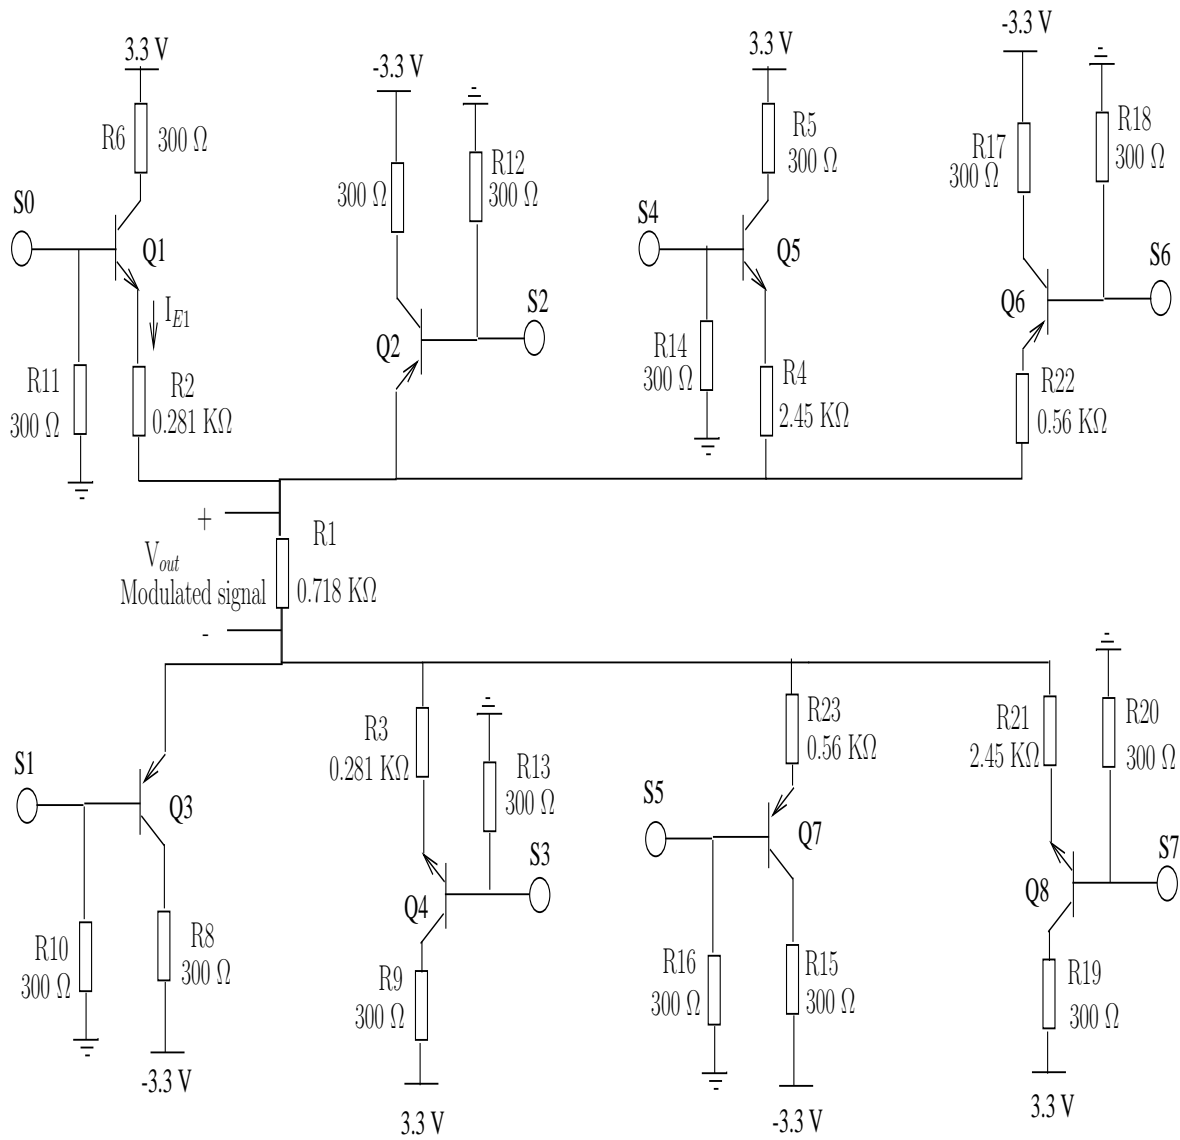 3.3 V
-3.3 V
3.3 V
-3.3 V
R6
300 Ω
300 Ω
R12
300 Ω
R5
300 Ω
R17
300 Ω
R18
300 Ω
S0
Q1
S4
Q5
S6
Q6
I_{E1}
Q2
S2
R11
300 Ω
R2
0.281 KΩ
R14
300 Ω
R4
2.45 KΩ
R22
0.56 KΩ
+
R1
0.718 KΩ
V_{out}
Modulated signal
-
R3
0.281 KΩ
R13
300 Ω
R23
0.56 KΩ
R21
2.45 KΩ
R20
300 Ω
S1
Q3
S5
Q7
S3
Q4
S7
Q8
R10
300 Ω
R8
300 Ω
R9
300 Ω
R16
300 Ω
R15
300 Ω
R19
300 Ω
-3.3 V
3.3 V
-3.3 V
3.3 V